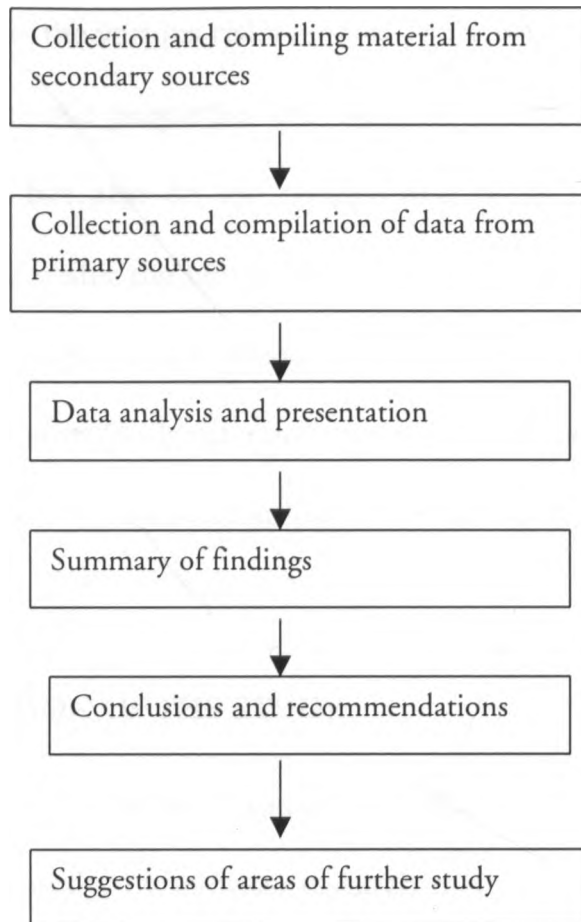 Collection and compiling material from
secondary sources
Collection and compilation of data from
primary sources
Data analysis and presentation
Summary of findings
Conclusions and recommendations
Suggestions of areas of further study